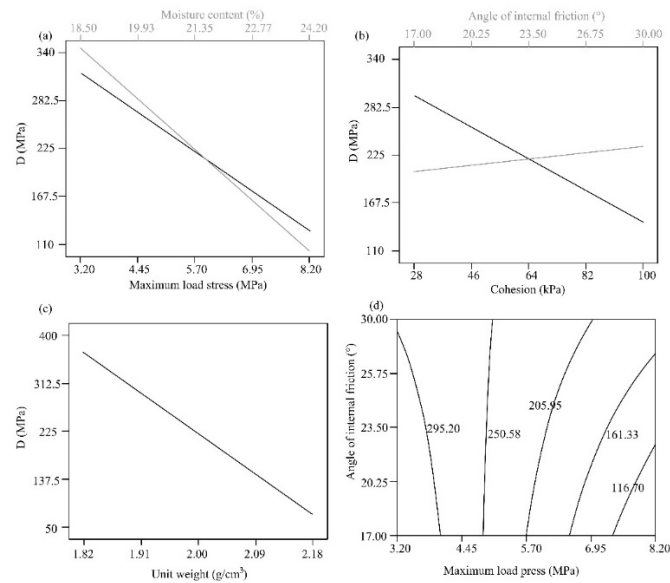 (a)
Moisture content (%)
18.50 19.93 21.35 22.77 24.20
340
282.5
225
167.5
110
D (MPa)
3.20 4.45 5.70 6.95 8.20
Maximum load stress (MPa)
(b)
Angle of internal friction (°)
17.00 20.25 23.50 26.75 30.00
340
282.5
225
167.5
110
D (MPa)
28 46 64 82 100
Cohesion (kPa)
(c)
400
312.5
225
137.5
50
D (MPa)
1.82 1.91 2.00 2.09 2.18
Unit weight (g/cm³)
(d)
30.00
25.75
23.50
20.25
17.00
Angle of internal friction (°)
295.20
250.58
205.95
161.33
116.70
3.20 4.45 5.70 6.95 8.20
Maximum load press (MPa)